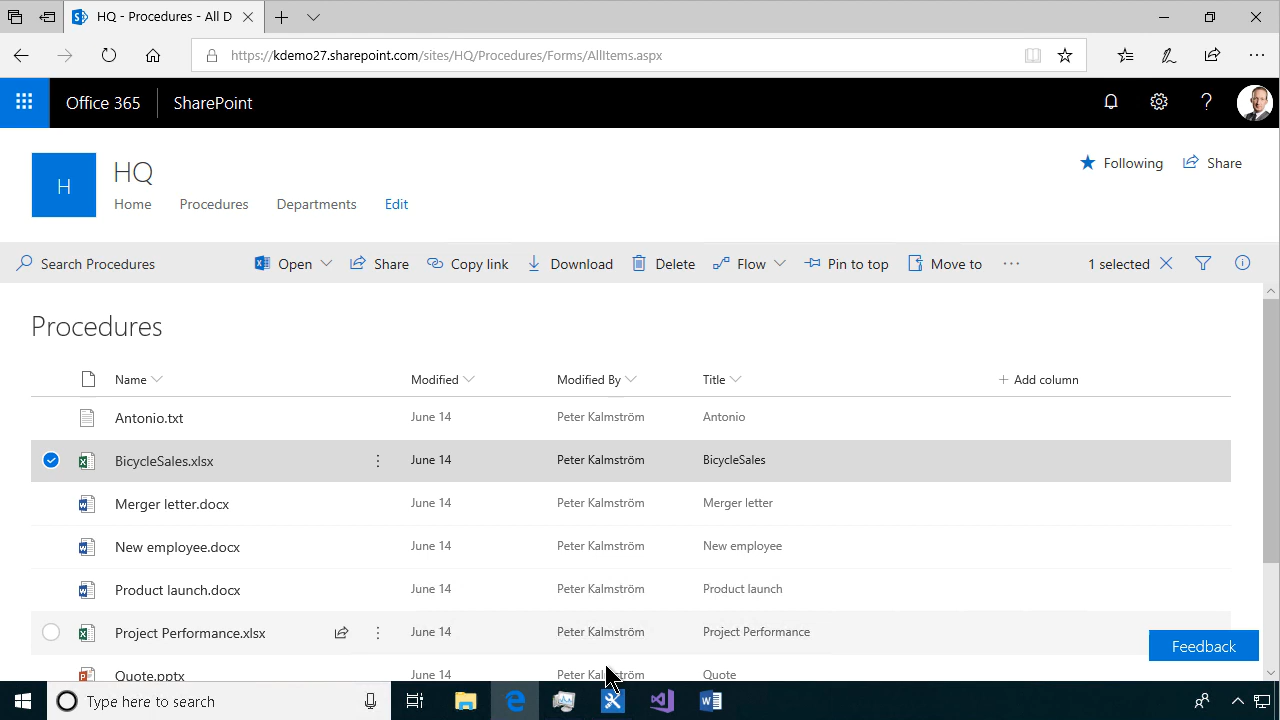 HQ - Procedures - All D
https://kdemo27.sharepoint.com/sites/HQ/Procedures/Forms/AllItems.aspx
Office 365 SharePoint ?
H HQ Following Share
Home Procedures Departments Edit
Search Procedures Open Share Copy link Download Delete Flow Pin to top Move to ... 1 selected
Procedures
Name Modified Modified By Title + Add column
Antonio.txt June 14 Peter Kalmström Antonio
BicycleSales.xlsx June 14 Peter Kalmström BicycleSales
Merger letter.docx June 14 Peter Kalmström Merger letter
New employee.docx June 14 Peter Kalmström New employee
Product launch.docx June 14 Peter Kalmström Product launch
Project Performance.xlsx June 14 Peter Kalmström Project Performance
Feedback
Quote.pptx June 14 Peter Kalmström Quote
Type here to search